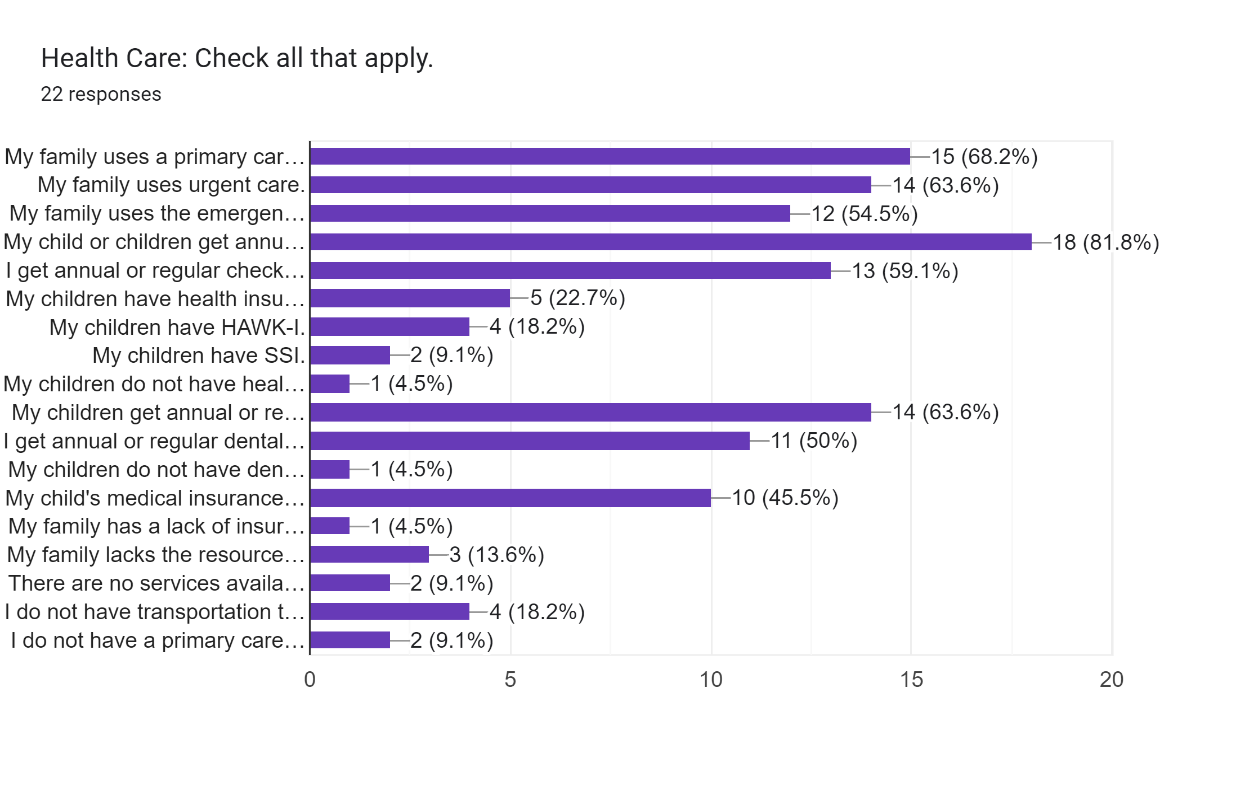 Health Care: Check all that apply.
22 responses
My family uses a primary car… 15 (68.2%)
My family uses urgent care. 14 (63.6%)
My family uses the emergen… 12 (54.5%)
My child or children get annu… 18 (81.8%)
I get annual or regular check… 13 (59.1%)
My children have health insu… 5 (22.7%)
My children have HAWK-I. 4 (18.2%)
My children have SSI. 2 (9.1%)
My children do not have heal… 1 (4.5%)
My children get annual or re… 14 (63.6%)
I get annual or regular dental… 11 (50%)
My children do not have den… 1 (4.5%)
My child's medical insurance… 10 (45.5%)
My family has a lack of insur… 1 (4.5%)
My family lacks the resource… 3 (13.6%)
There are no services availa… 2 (9.1%)
I do not have transportation t… 4 (18.2%)
I do not have a primary care… 2 (9.1%)
0 5 10 15 20